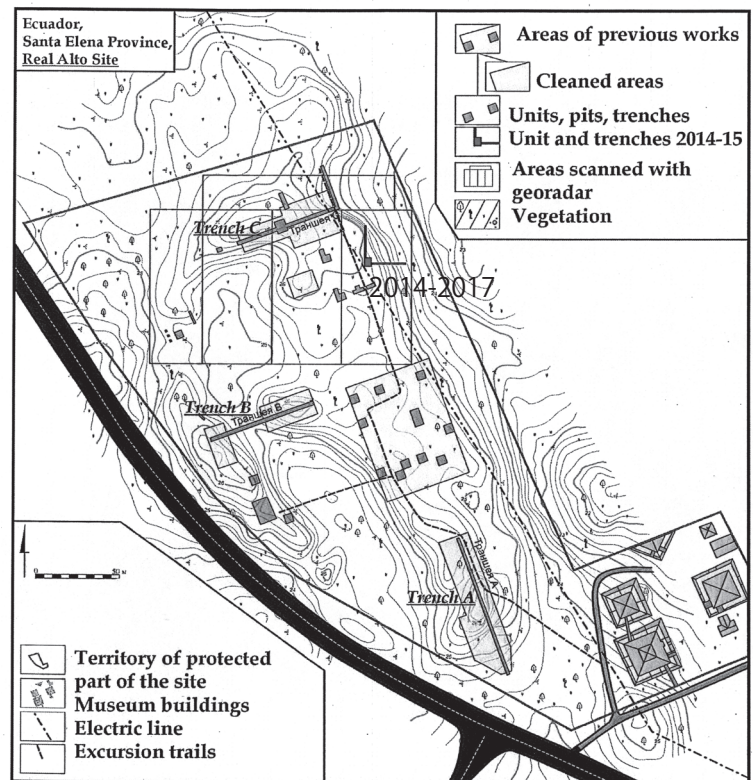 Ecuador,
Santa Elena Province,
Real Alto Site
Areas of previous works
Cleaned areas
Units, pits, trenches
Unit and trenches 2014-15
Areas scanned with
georadar
Vegetation
Trench C
Траншея С
2014-2017
Trench B
Траншея В
Trench A
Траншея А
Territory of protected
part of the site
Museum buildings
Electric line
Excursion trails